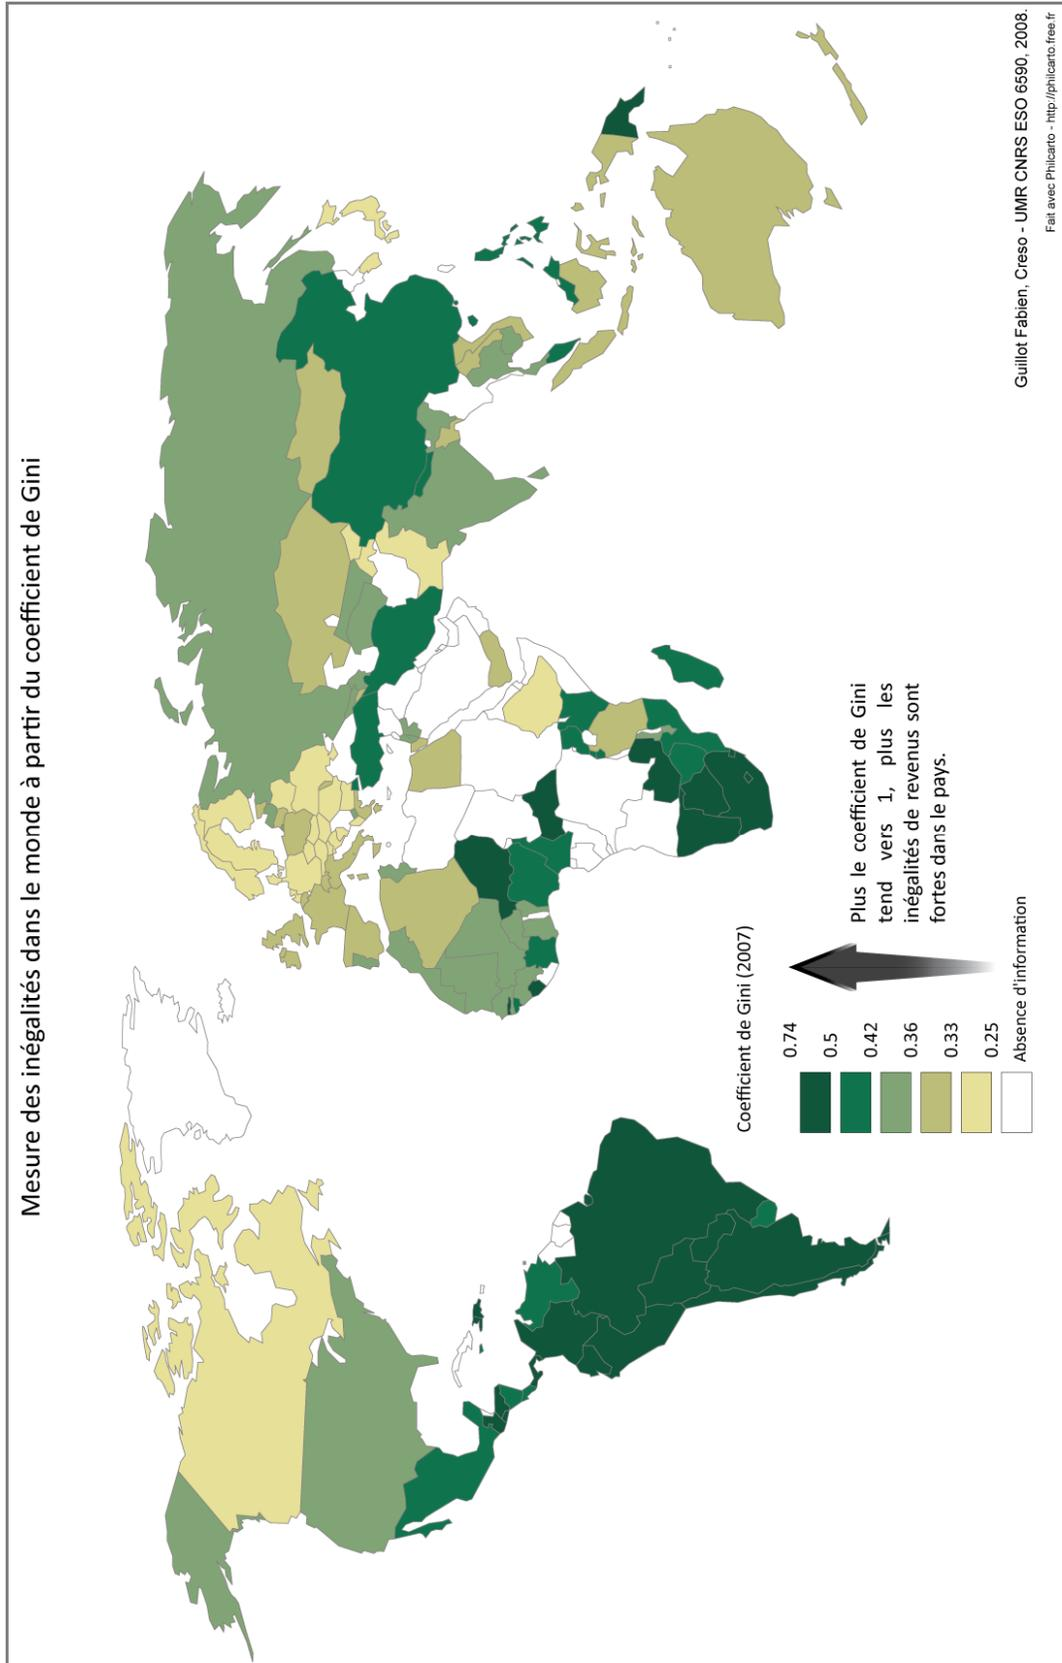 Mesure des inégalités dans le monde à partir du coefficient de Gini
Coefficient de Gini (2007)
0.74
0.5
0.42
0.36
0.33
0.25
Absence d'information
Plus le coefficient de Gini
tend vers 1, plus les
inégalités de revenus sont
fortes dans le pays.
Guillot Fabien, Creso - UMR CNRS ESO 6590, 2008.
Fait avec Philcarto - http://philcarto.free.fr